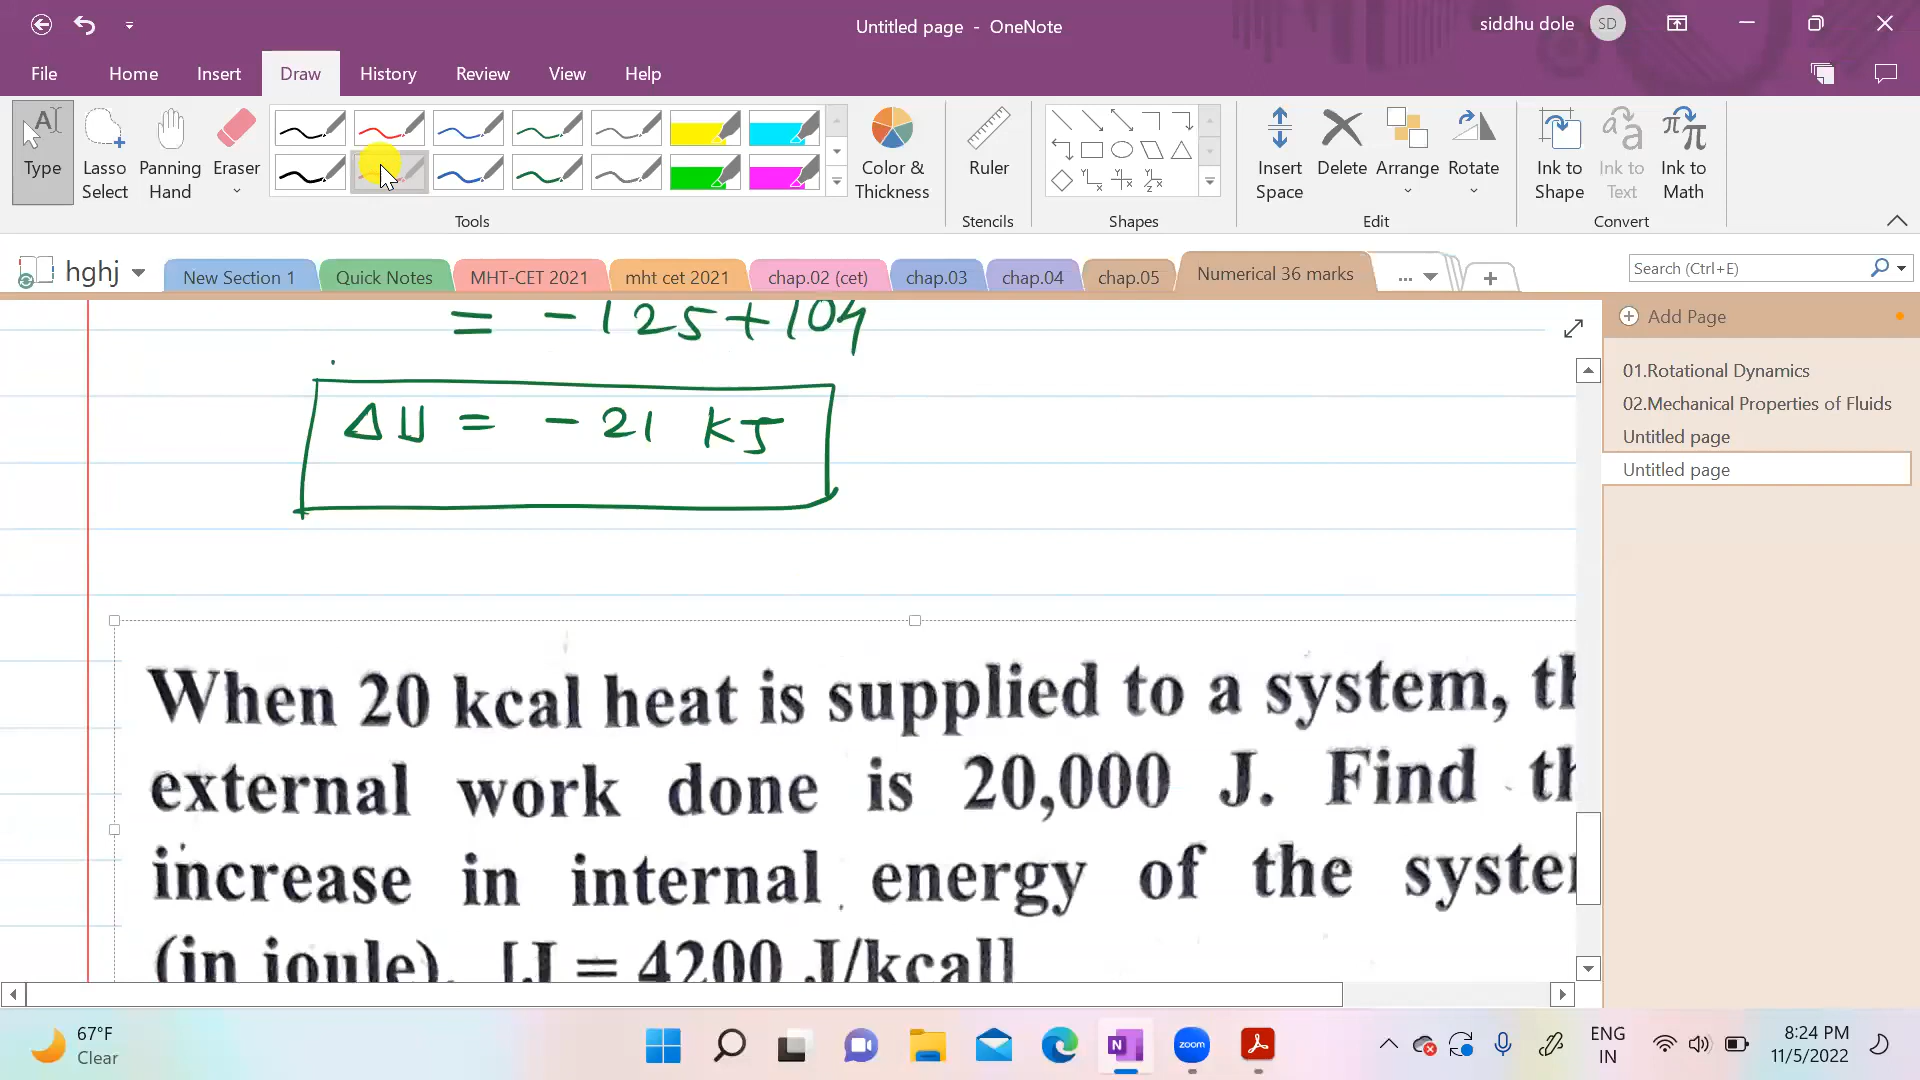 Untitled page - OneNote
siddhu dole
SD
File Home Insert Draw History Review View Help
Type
Lasso Select
Panning Hand
Eraser
Color & Thickness
Ruler
Insert Space
Delete
Arrange
Rotate
Ink to Shape
Ink to Text
Ink to Math
Tools
Stencils
Shapes
Edit
Convert
hghj
New Section 1
Quick Notes
MHT-CET 2021
mht cet 2021
chap.02 (cet)
chap.03
chap.04
chap.05
Numerical 36 marks
...
Search (Ctrl+E)
Add Page
01.Rotational Dynamics
02.Mechanical Properties of Fluids
Untitled page
Untitled page
= -125+104
ΔU = -21 kJ
When 20 kcal heat is supplied to a system, th
external work done is 20,000 J. Find th
increase in internal energy of the syste
(in joule). [J = 4200 J/kcal]
67°F
Clear
zoom
ENG
IN
8:24 PM
11/5/2022